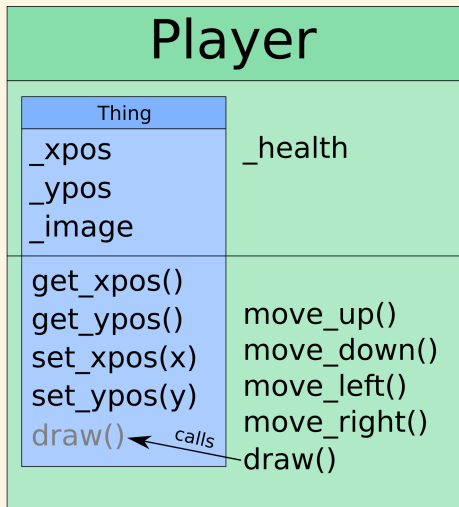 Player
Thing
_xpos
_ypos
_image
_health
get_xpos()
get_ypos()
set_xpos(x)
set_ypos(y)
draw()
calls
move_up()
move_down()
move_left()
move_right()
draw()